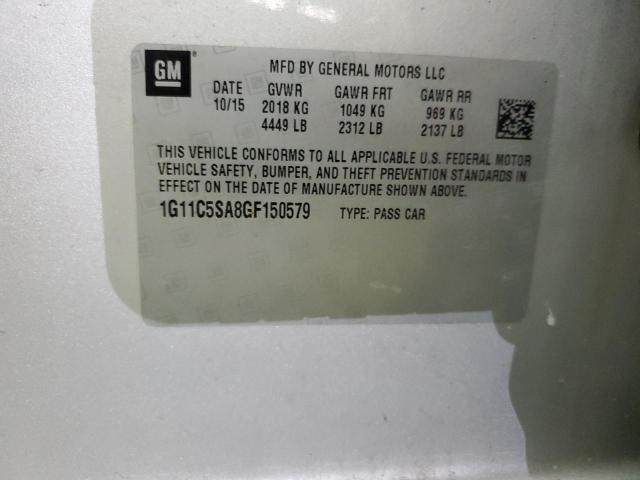 GM ®
MFD BY GENERAL MOTORS LLC
DATE GVWR GAWR FRT GAWR RR
10/15 2018 KG 1049 KG 969 KG
4449 LB 2312 LB 2137 LB
THIS VEHICLE CONFORMS TO ALL APPLICABLE U.S. FEDERAL MOTOR
VEHICLE SAFETY, BUMPER, AND THEFT PREVENTION STANDARDS IN
EFFECT ON THE DATE OF MANUFACTURE SHOWN ABOVE.
1G11C5SA8GF150579 TYPE: PASS CAR